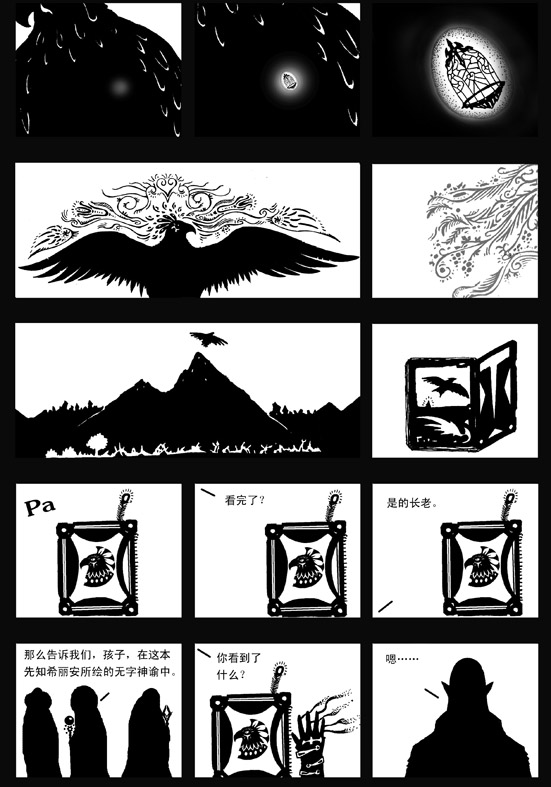 Pa
看完了？
是的长老。
那么告诉我们，孩子，在这本
先知希丽安所绘的无字神谕中。
你看到了
什么？
嗯……